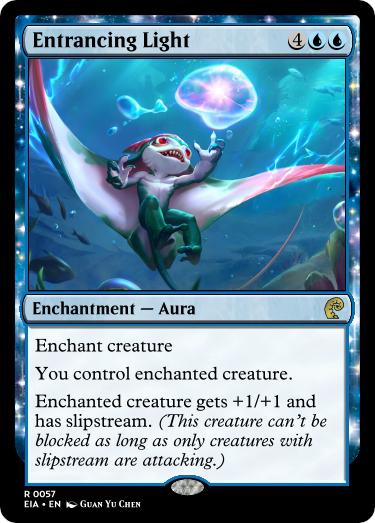 Entrancing Light 4
Enchantment — Aura
Enchant creature
You control enchanted creature.
Enchanted creature gets +1/+1 and
has slipstream. (This creature can't be
blocked as long as only creatures with
slipstream are attacking.)
R 0057
EIA • EN Guan Yu Chen